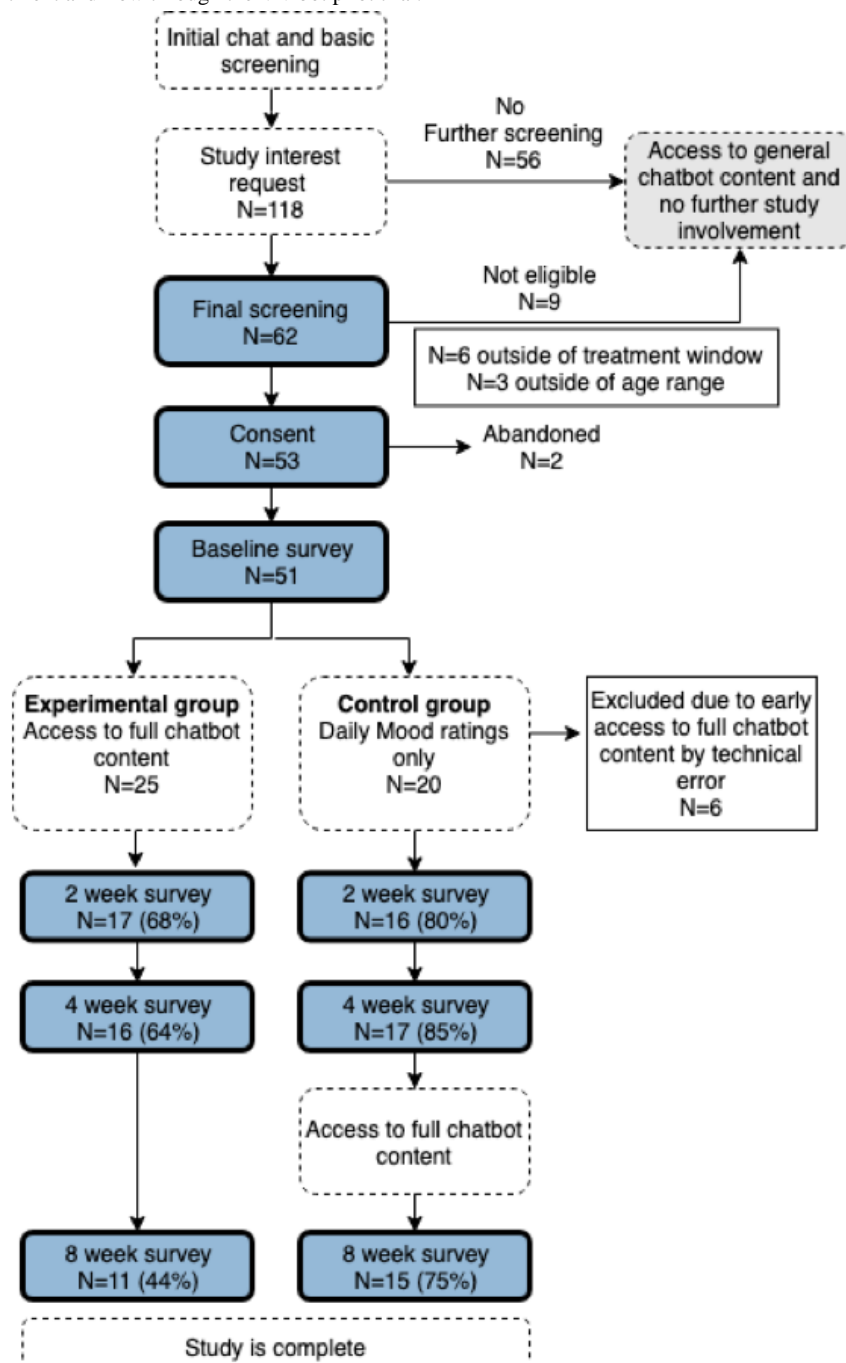 Initial chat and basic
screening
No
Further screening
N=56
Study interest
request
N=118
Access to general
chatbot content and
no further study
involvement
Not eligible
N=9
Final screening
N=62
N=6 outside of treatment window
N=3 outside of age range
Consent
N=53
Abandoned
N=2
Baseline survey
N=51
Experimental group
Access to full chatbot
content
N=25
Control group
Daily Mood ratings
only
N=20
Excluded due to early
access to full chatbot
content by technical
error
N=6
2 week survey
N=17 (68%)
2 week survey
N=16 (80%)
4 week survey
N=16 (64%)
4 week survey
N=17 (85%)
Access to full chatbot
content
8 week survey
N=11 (44%)
8 week survey
N=15 (75%)
Study is complete